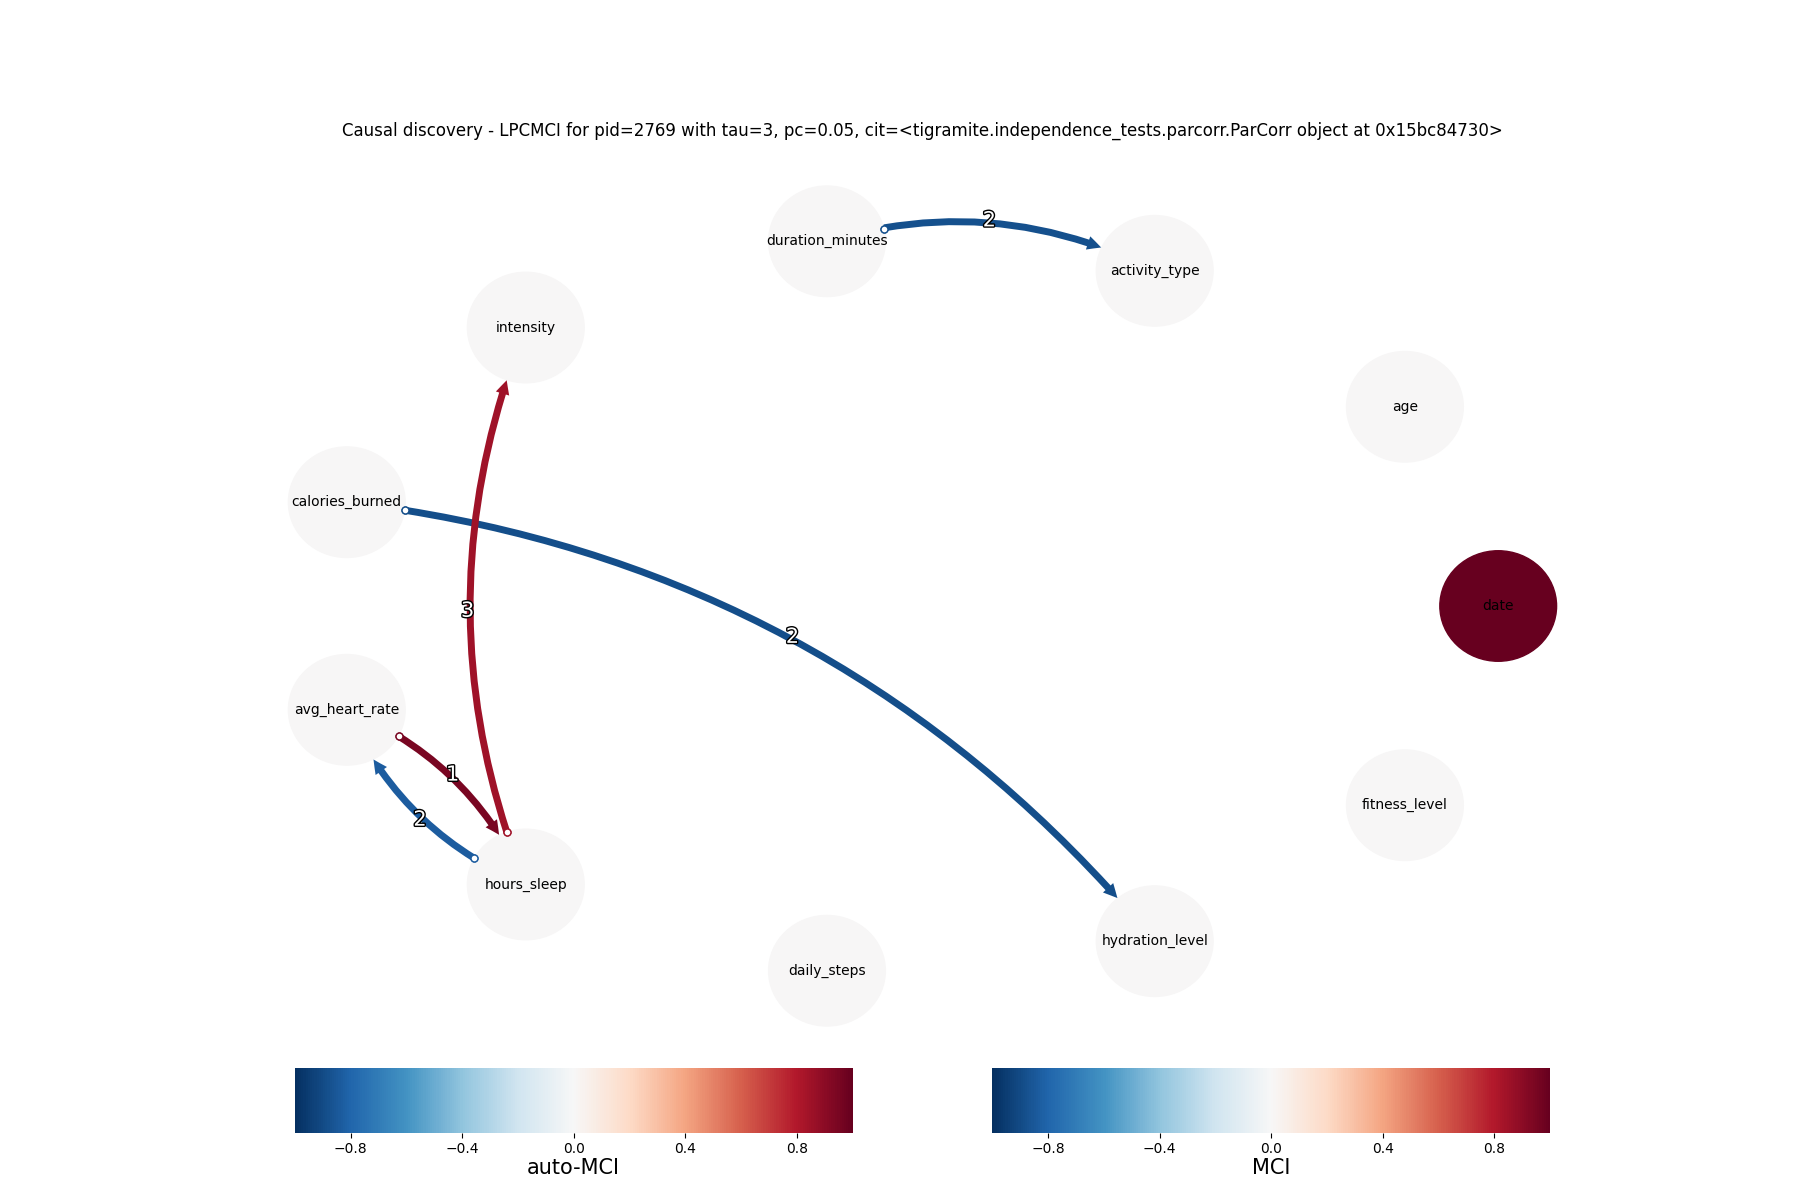 Causal discovery - LPCMCI for pid=2769 with tau=3, pc=0.05, cit=<tigramite.independence_tests.parcorr.ParCorr object at 0x15bc84730>
2
duration_minutes
activity_type
intensity
age
calories_burned
date
3
2
avg_heart_rate
1
fitness_level
2
hours_sleep
hydration_level
daily_steps
−0.8 −0.4 0.0 0.4 0.8
auto-MCI
−0.8 −0.4 0.0 0.4 0.8
MCI